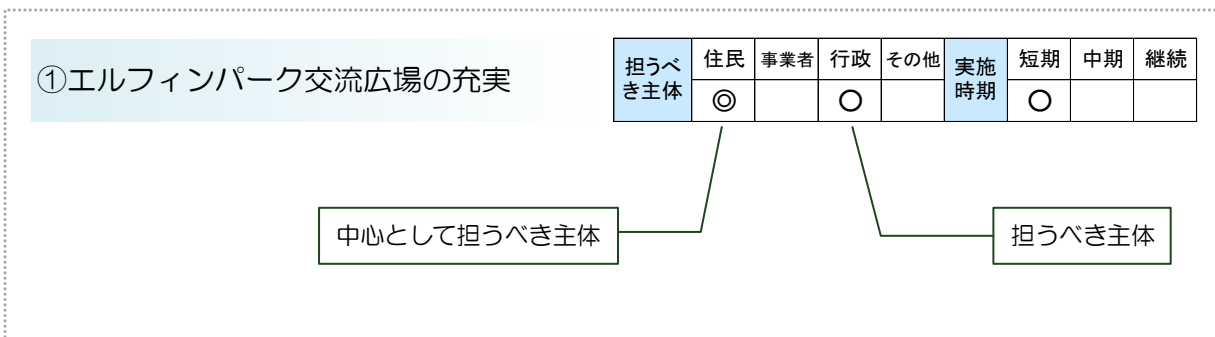 ①エルフィンパーク交流広場の充実
担うべき主体 住民 事業者 行政 その他 実施時期 短期 中期 継続
◎ ○ ○
中心として担うべき主体 担うべき主体